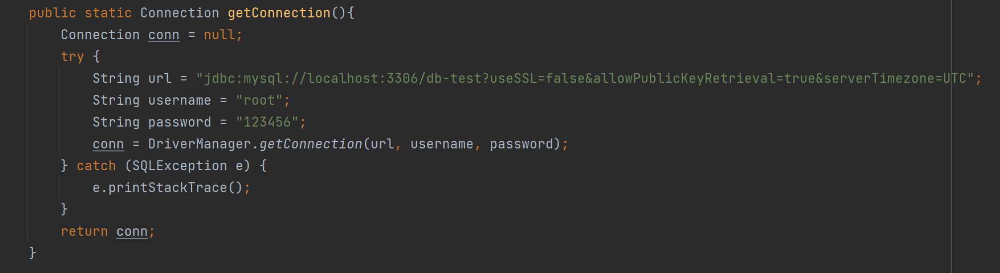 public static Connection getConnection(){
    Connection conn = null;
    try {
        String url = "jdbc:mysql://localhost:3306/db-test?useSSL=false&allowPublicKeyRetrieval=true&serverTimezone=UTC";
        String username = "root";
        String password = "123456";
        conn = DriverManager.getConnection(url, username, password);
    } catch (SQLException e) {
        e.printStackTrace();
    }
    return conn;
}